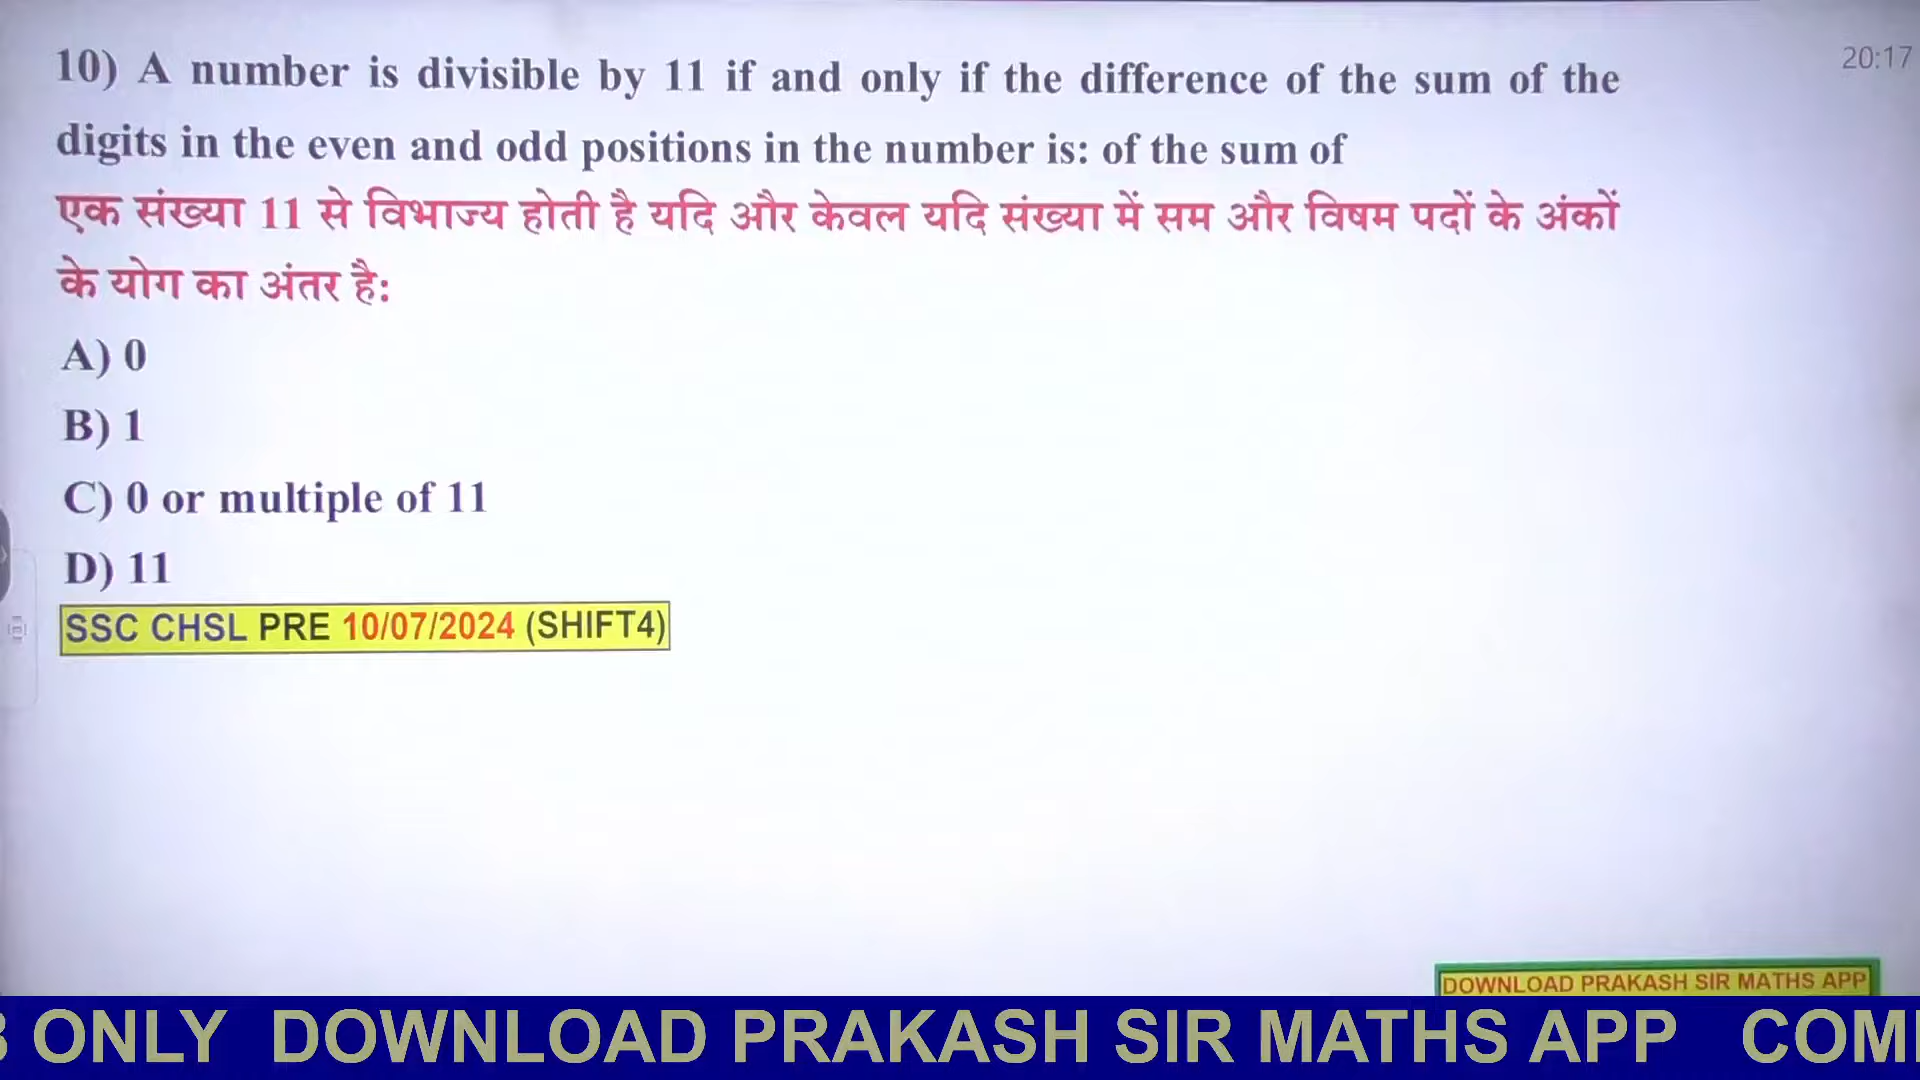 20:17
10) A number is divisible by 11 if and only if the difference of the sum of the
digits in the even and odd positions in the number is: of the sum of
एक संख्या 11 से विभाज्य होती है यदि और केवल यदि संख्या में सम और विषम पदों के अंकों
के योग का अंतर है:
A) 0
B) 1
C) 0 or multiple of 11
D) 11
SSC CHSL PRE 10/07/2024 (SHIFT4)
DOWNLOAD PRAKASH SIR MATHS APP
ONLY DOWNLOAD PRAKASH SIR MATHS APP